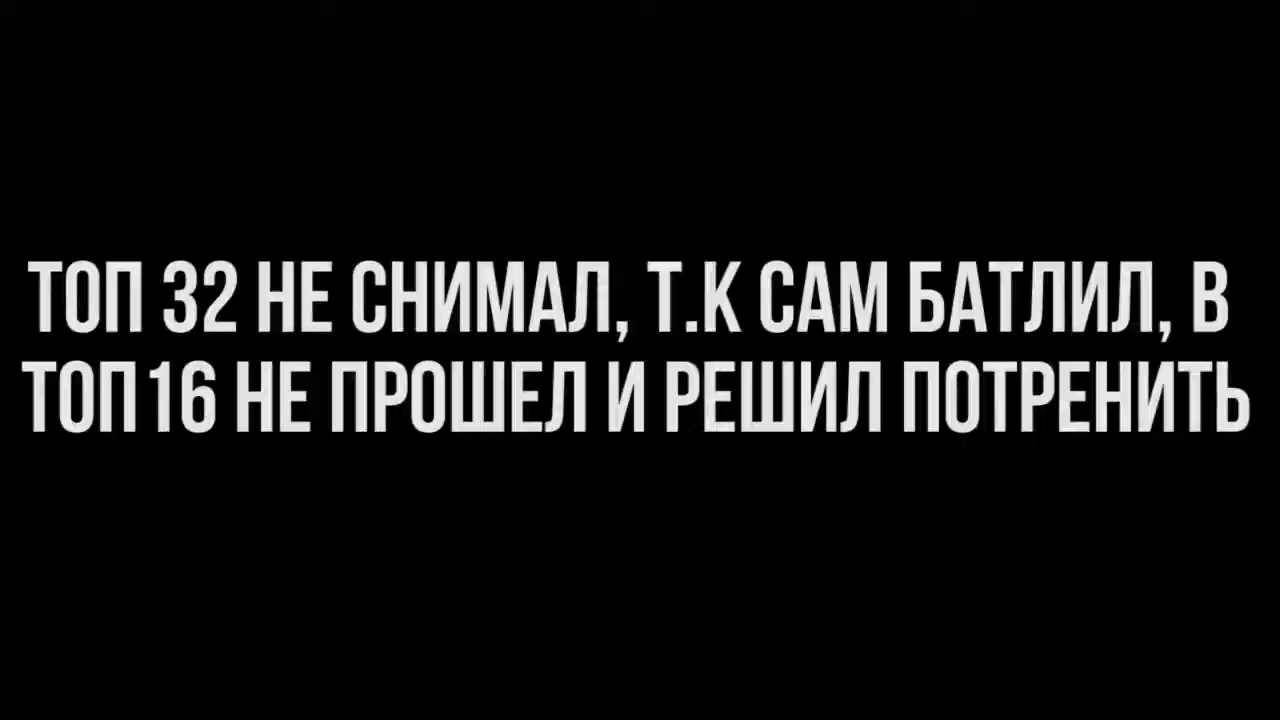 ТОП 32 НЕ СНИМАЛ, Т.К САМ БАТЛИЛ, В
ТОП16 НЕ ПРОШЕЛ И РЕШИЛ ПОТРЕНИТЬ